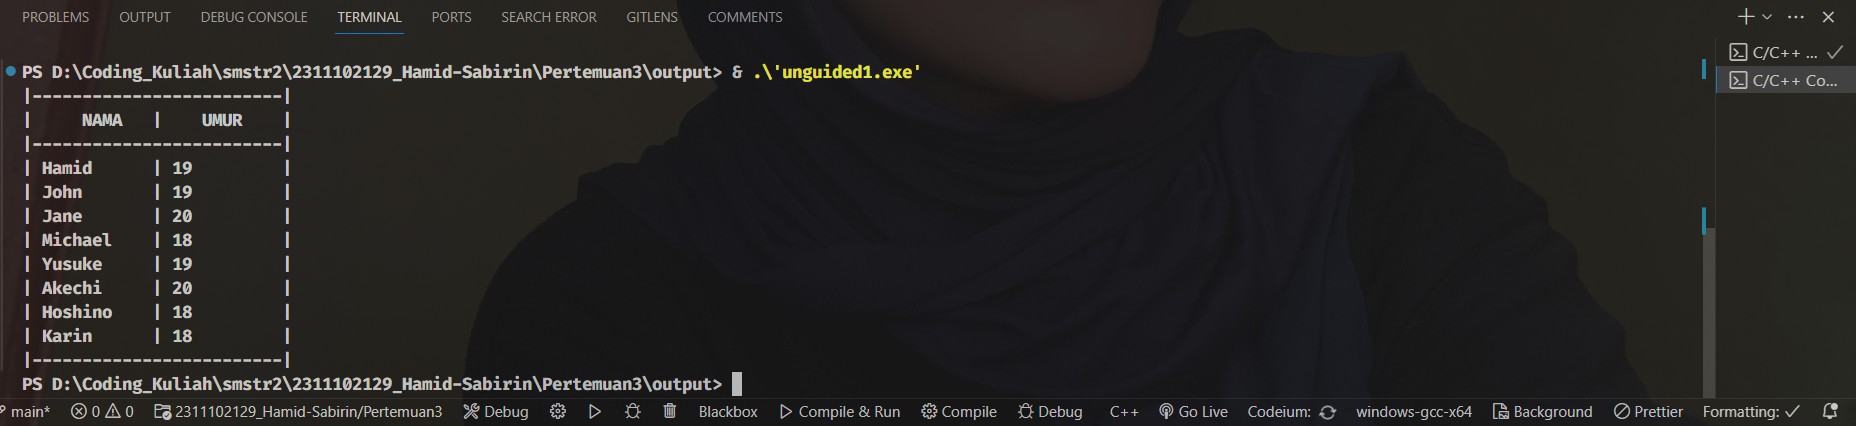 PROBLEMS OUTPUT DEBUG CONSOLE TERMINAL PORTS SEARCH ERROR GITLENS COMMENTS
C/C++ ...
C/C++ Co...
PS D:\Coding_Kuliah\smstr2\2311102129_Hamid-Sabirin\Pertemuan3\output> & .\'unguided1.exe'
|-------------------------|
|     NAMA   |    UMUR    |
|-------------------------|
| Hamid      | 19         |
| John       | 19         |
| Jane       | 20         |
| Michael    | 18         |
| Yusuke     | 19         |
| Akechi     | 20         |
| Hoshino    | 18         |
| Karin      | 18         |
|-------------------------|
PS D:\Coding_Kuliah\smstr2\2311102129_Hamid-Sabirin\Pertemuan3\output>
main* 0 0 2311102129_Hamid-Sabirin/Pertemuan3 Debug Blackbox Compile & Run Compile Debug C++ Go Live Codeium: windows-gcc-x64 Background Prettier Formatting: